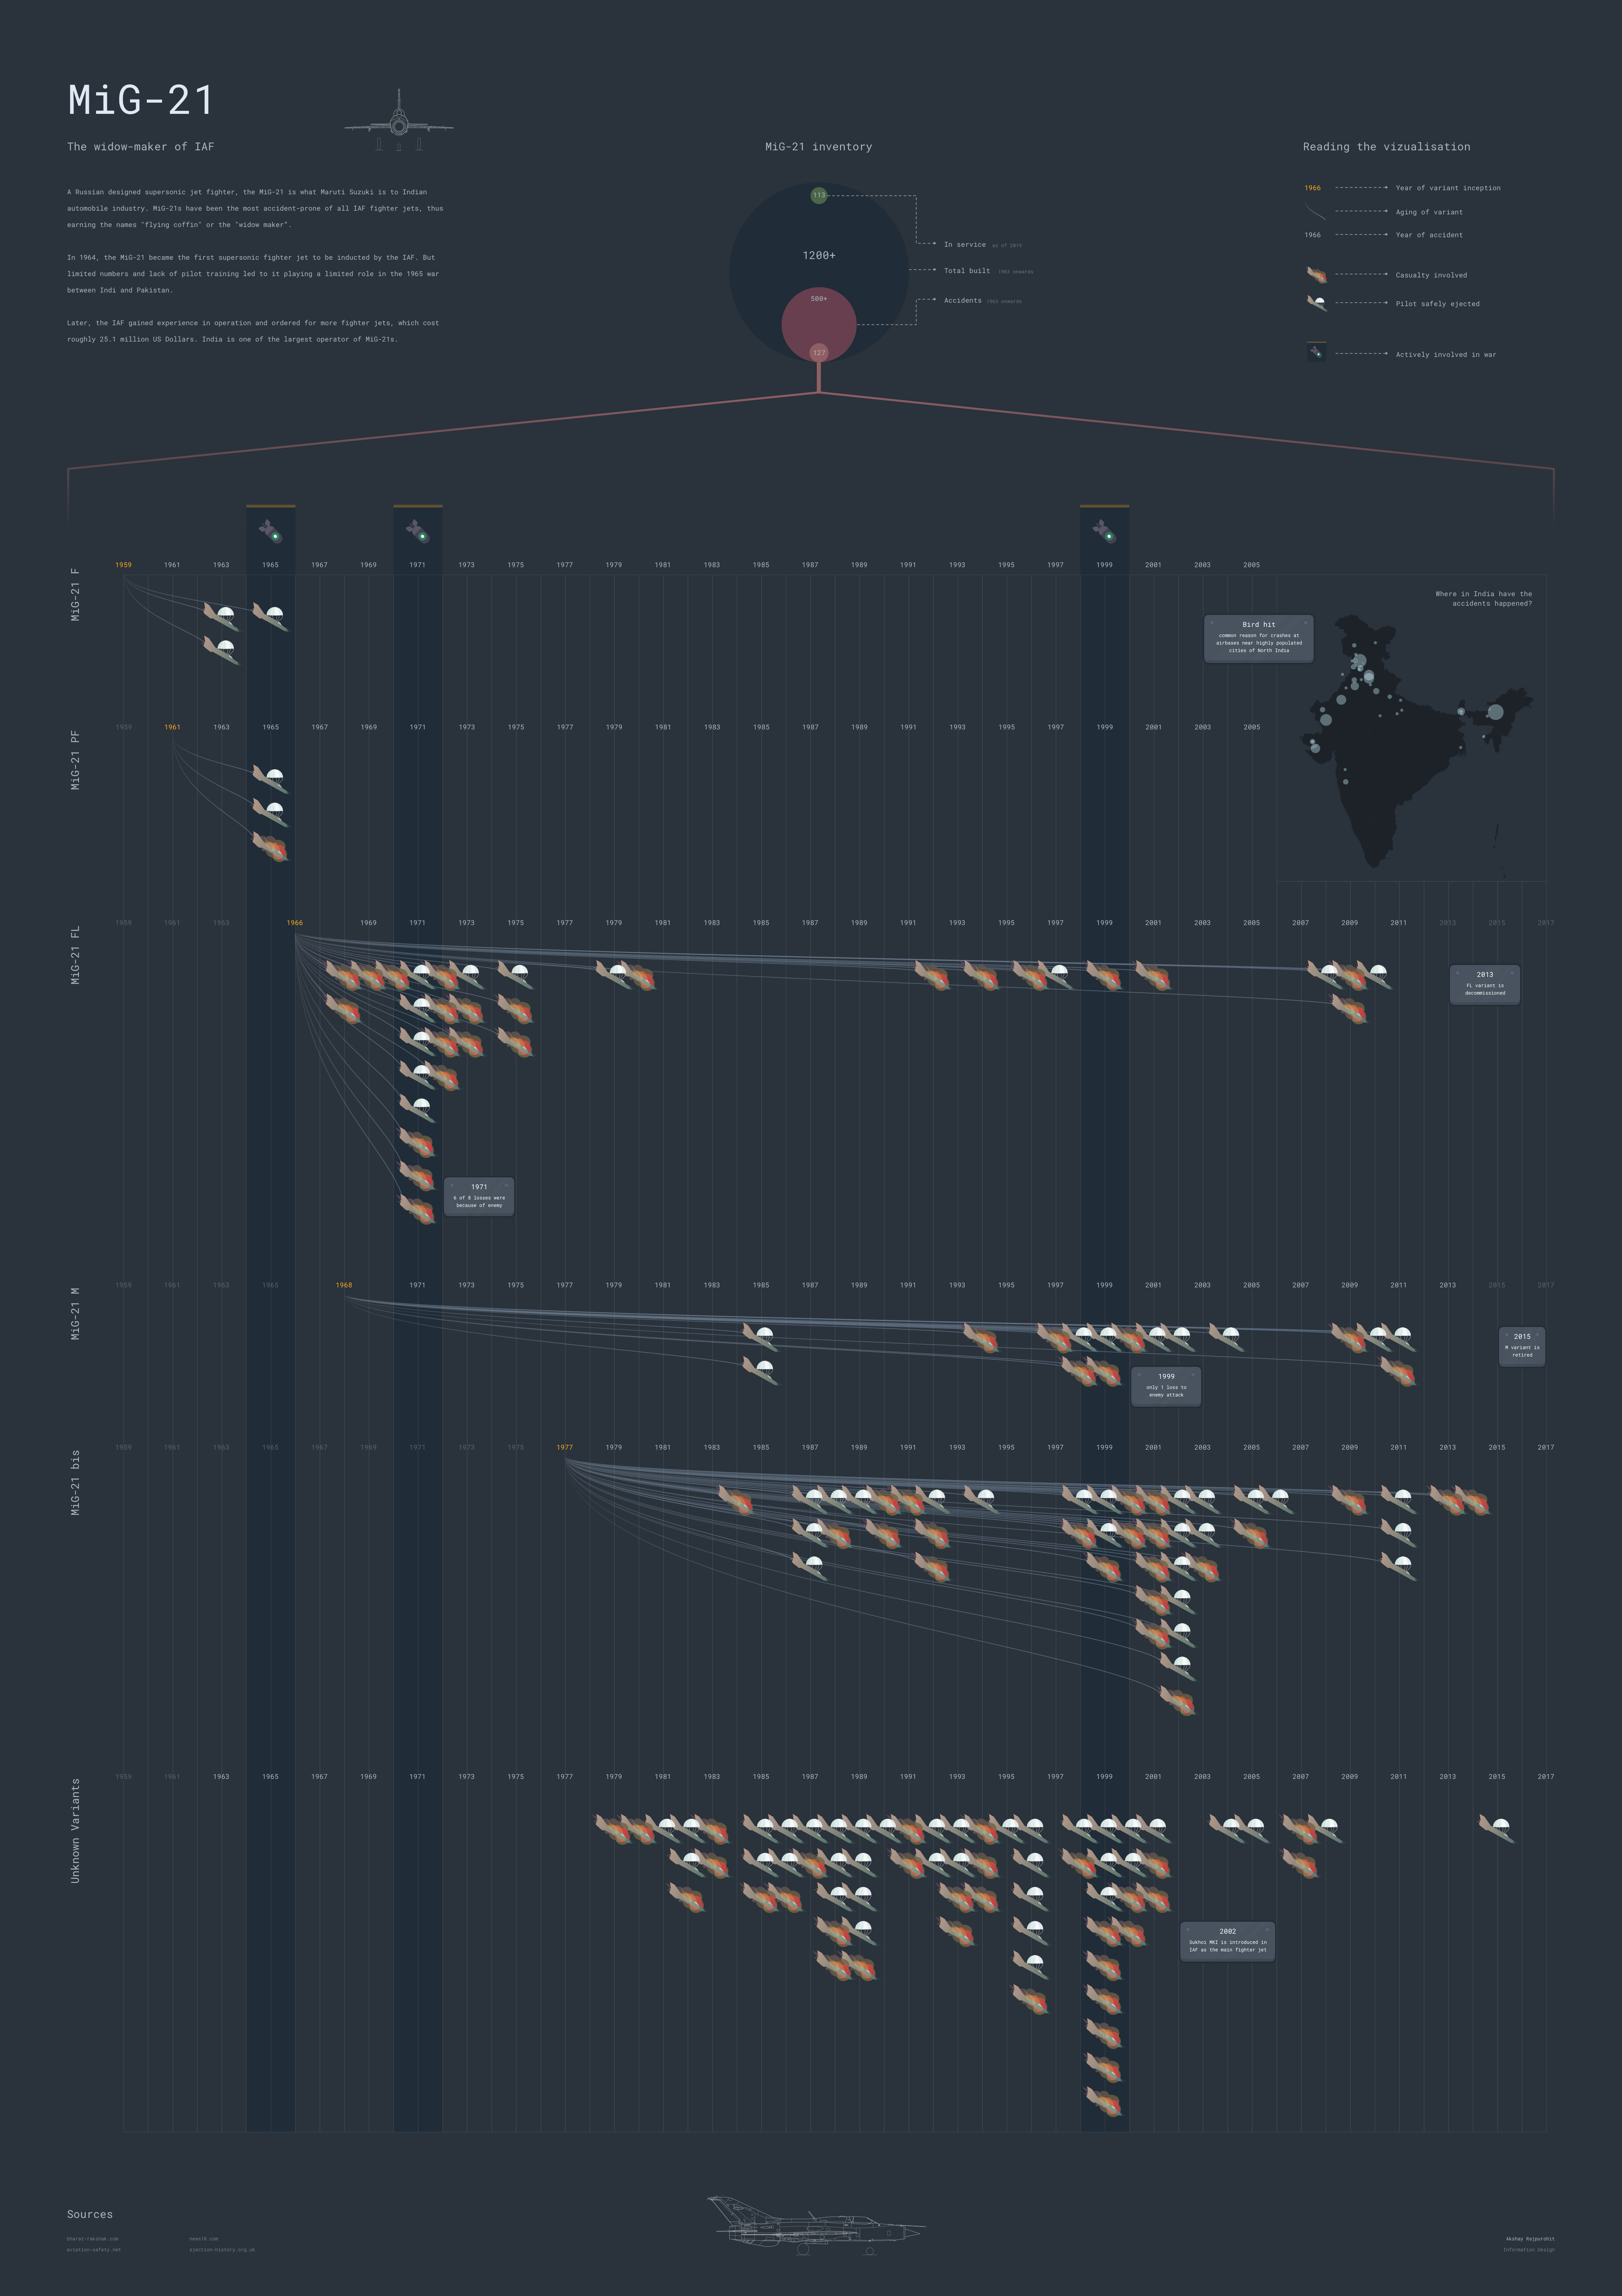 MiG-21
The widow-maker of IAF
A Russian designed supersonic jet fighter, the MiG-21 is what Maruti Suzuki is to Indian
automobile industry. MiG-21s have been the most accident-prone of all IAF fighter jets, thus
earning the names "flying coffin" or the "widow maker".
In 1964, the MiG-21 became the first supersonic fighter jet to be inducted by the IAF. But
limited numbers and lack of pilot training led to it playing a limited role in the 1965 war
between Indi and Pakistan.
Later, the IAF gained experience in operation and ordered for more fighter jets, which cost
roughly 25.1 million US Dollars. India is one of the largest operator of MiG-21s.
MiG-21 inventory
113
1200+
500+
127
In service as of 2019
Total built 1963 onwards
Accidents 1963 onwards
Reading the vizualisation
1966 Year of variant inception
Aging of variant
1966 Year of accident
Casualty involved
Pilot safely ejected
Actively involved in war
MiG-21 F
1959 1961 1963 1965 1967 1969 1971 1973 1975 1977 1979 1981 1983 1985 1987 1989 1991 1993 1995 1997 1999 2001 2003 2005
Where in India have the
accidents happened?
Bird hit
common reason for crashes at
airbases near highly populated
cities of North India
MiG-21 PF
1959 1961 1963 1965 1967 1969 1971 1973 1975 1977 1979 1981 1983 1985 1987 1989 1991 1993 1995 1997 1999 2001 2003 2005
MiG-21 FL
1959 1961 1963 1966 1969 1971 1973 1975 1977 1979 1981 1983 1985 1987 1989 1991 1993 1995 1997 1999 2001 2003 2005 2007 2009 2011 2013 2015 2017
2013
FL variant is
decommissioned
1971
6 of 8 losses were
because of enemy
MiG-21 M
1959 1961 1963 1965 1968 1971 1973 1975 1977 1979 1981 1983 1985 1987 1989 1991 1993 1995 1997 1999 2001 2003 2005 2007 2009 2011 2013 2015 2017
2015
M variant is
retired
1999
only 1 loss to
enemy attack
MiG-21 bis
1959 1961 1963 1965 1967 1969 1971 1973 1975 1977 1979 1981 1983 1985 1987 1989 1991 1993 1995 1997 1999 2001 2003 2005 2007 2009 2011 2013 2015 2017
Unknown Variants
1959 1961 1963 1965 1967 1969 1971 1973 1975 1977 1979 1981 1983 1985 1987 1989 1991 1993 1995 1997 1999 2001 2003 2005 2007 2009 2011 2013 2015 2017
2002
Sukhoi MKI is introduced in
IAF as the main fighter jet
Sources
bharat-rakshak.com
aviation-safety.net
news18.com
ejection-history.org.uk
Akshay Rajpurohit
Information Design